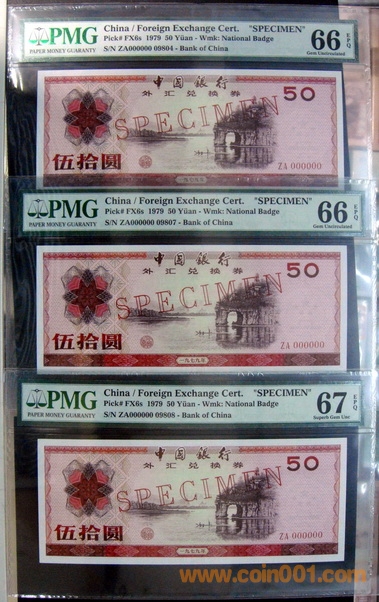 PMG
PAPER MONEY GUARANTY
China / Foreign Exchange Cert. "SPECIMEN"
Pick# FX6s 1979 50 Yüan - Wmk: National Badge
S/N ZA000000 09804 - Bank of China
66 EPQ
Gem Uncirculated
中国银行
外汇兑换券
50
SPECIMEN
ZA 000000
伍拾圆
PMG
PAPER MONEY GUARANTY
China / Foreign Exchange Cert. "SPECIMEN"
Pick# FX6s 1979 50 Yüan - Wmk: National Badge
S/N ZA000000 09807 - Bank of China
66 EPQ
Gem Uncirculated
中国银行
外汇兑换券
50
SPECIMEN
ZA 000000
伍拾圆
一九七九年
PMG
PAPER MONEY GUARANTY
China / Foreign Exchange Cert. "SPECIMEN"
Pick# FX6s 1979 50 Yüan - Wmk: National Badge
S/N ZA000000 09808 - Bank of China
67 EPQ
Superb Gem Unc
中国银行
外汇兑换券
50
SPECIMEN
ZA 000000
伍拾圆
一九七九年
www.coin001.com